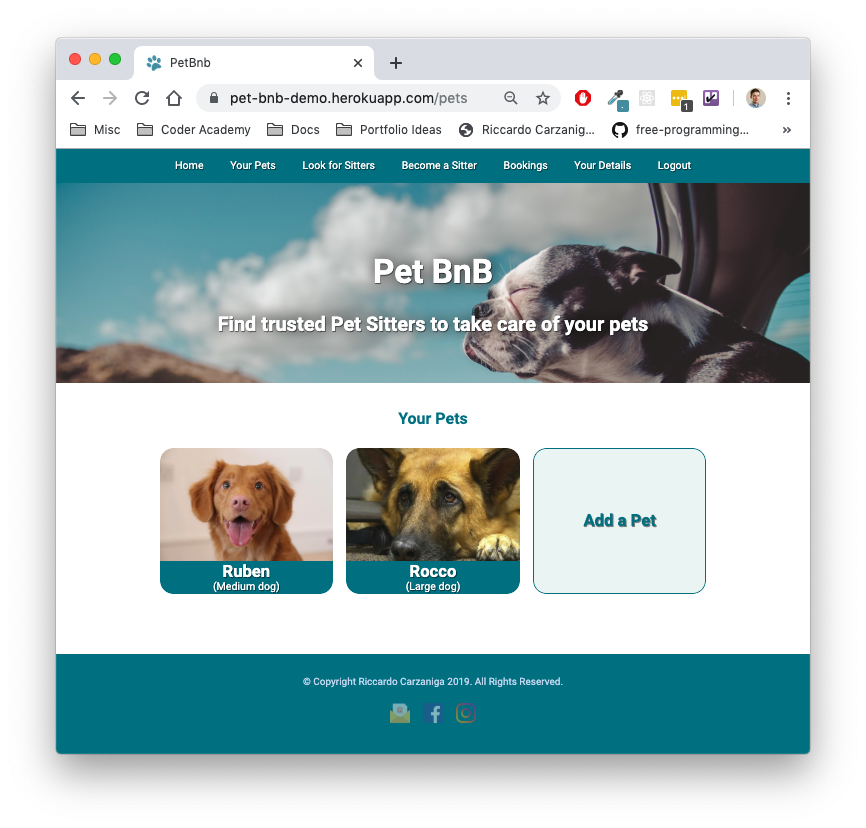 PetBnb
pet-bnb-demo.herokuapp.com/pets
1
Misc Coder Academy Docs Portfolio Ideas Riccardo Carzanig... free-programming... »
Home Your Pets Look for Sitters Become a Sitter Bookings Your Details Logout
Pet BnB
Find trusted Pet Sitters to take care of your pets
Your Pets
Ruben
(Medium dog)
Rocco
(Large dog)
Add a Pet
© Copyright Riccardo Carzaniga 2019. All Rights Reserved.